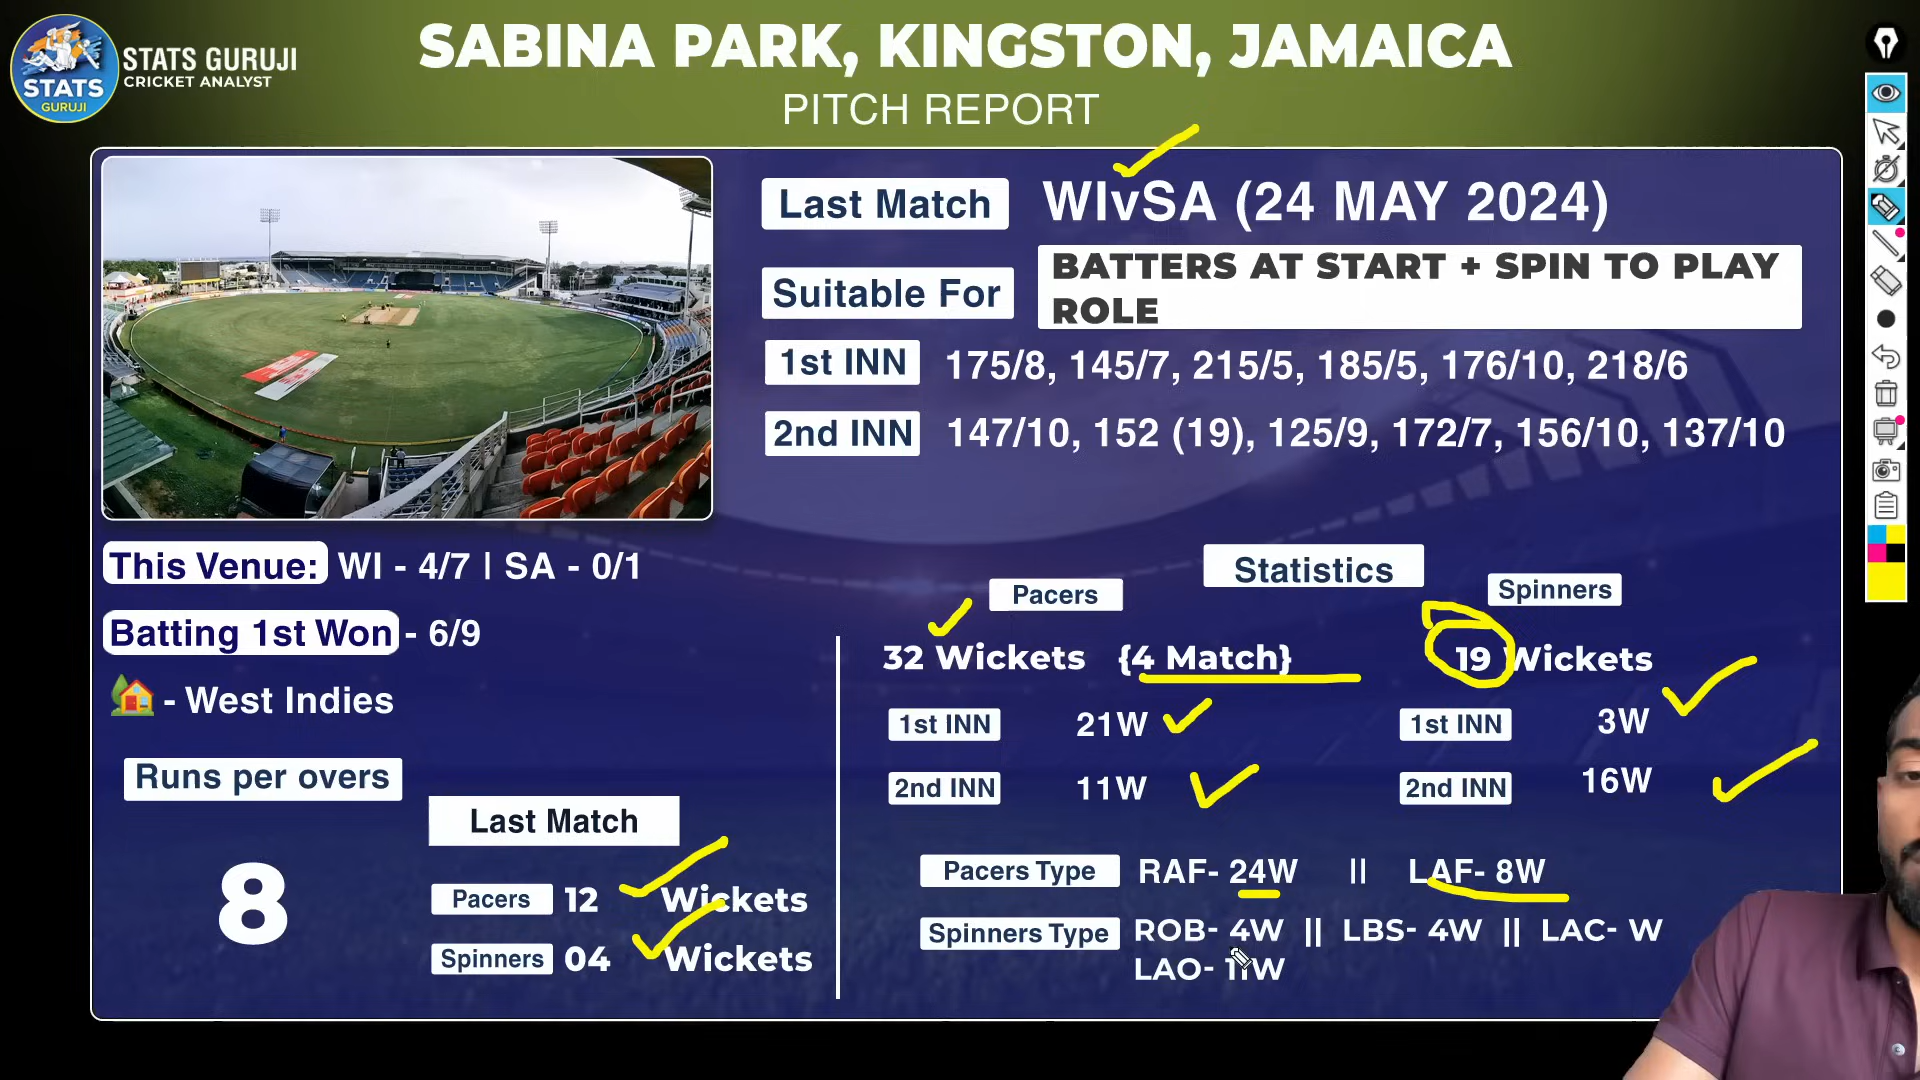 STATS GURUJI
CRICKET ANALYST
STATS
GURUJI
SABINA PARK, KINGSTON, JAMAICA
PITCH REPORT
Last Match WIvSA (24 MAY 2024)
Suitable For BATTERS AT START + SPIN TO PLAY
ROLE
1st INN 175/8, 145/7, 215/5, 185/5, 176/10, 218/6
2nd INN 147/10, 152 (19), 125/9, 172/7, 156/10, 137/10
This Venue: WI - 4/7 | SA - 0/1
Batting 1st Won - 6/9
- West Indies
Runs per overs
8
Last Match
Pacers 12 Wickets
Spinners 04 Wickets
Statistics
Pacers
Spinners
32 Wickets {4 Match} 19 Wickets
1st INN 21W 1st INN 3W
2nd INN 11W 2nd INN 16W
Pacers Type RAF- 24W || LAF- 8W
Spinners Type ROB- 4W || LBS- 4W || LAC- W
LAO- 11W